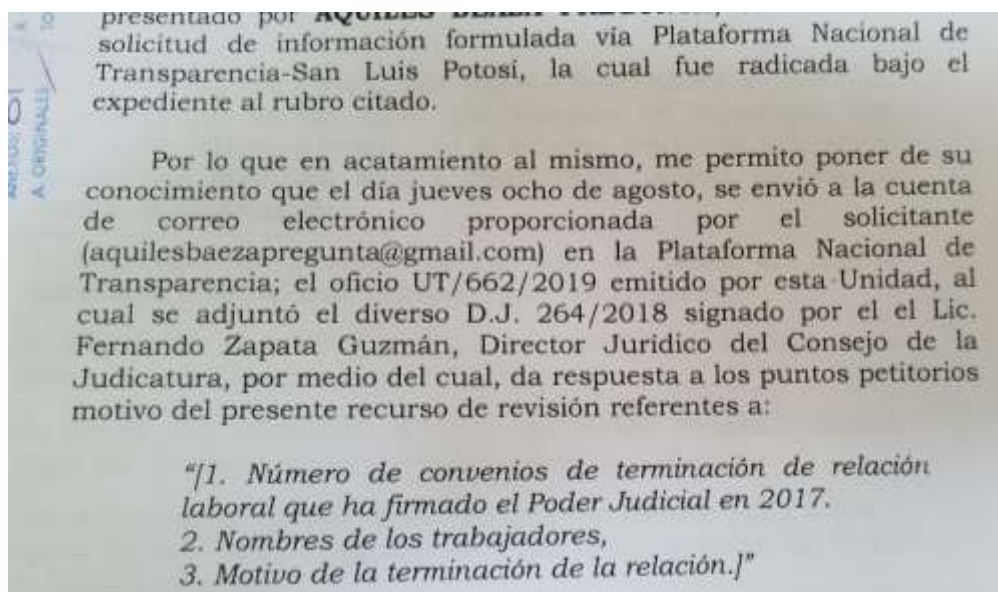 presentado por AQUILES BEAZA PREGUNTA,
solicitud de información formulada vía Plataforma Nacional de
Transparencia-San Luis Potosí, la cual fue radicada bajo el
expediente al rubro citado.
Por lo que en acatamiento al mismo, me permito poner de su
conocimiento que el día jueves ocho de agosto, se envió a la cuenta
de correo electrónico proporcionada por el solicitante
(aquilesbaezapregunta@gmail.com) en la Plataforma Nacional de
Transparencia; el oficio UT/662/2019 emitido por esta Unidad, al
cual se adjuntó el diverso D.J. 264/2018 signado por el el Lic.
Fernando Zapata Guzmán, Director Jurídico del Consejo de la
Judicatura, por medio del cual, da respuesta a los puntos petitorios
motivo del presente recurso de revisión referentes a:
“[1. Número de convenios de terminación de relación
laboral que ha firmado el Poder Judicial en 2017.
2. Nombres de los trabajadores,
3. Motivo de la terminación de la relación.]”
A ORIGINALES